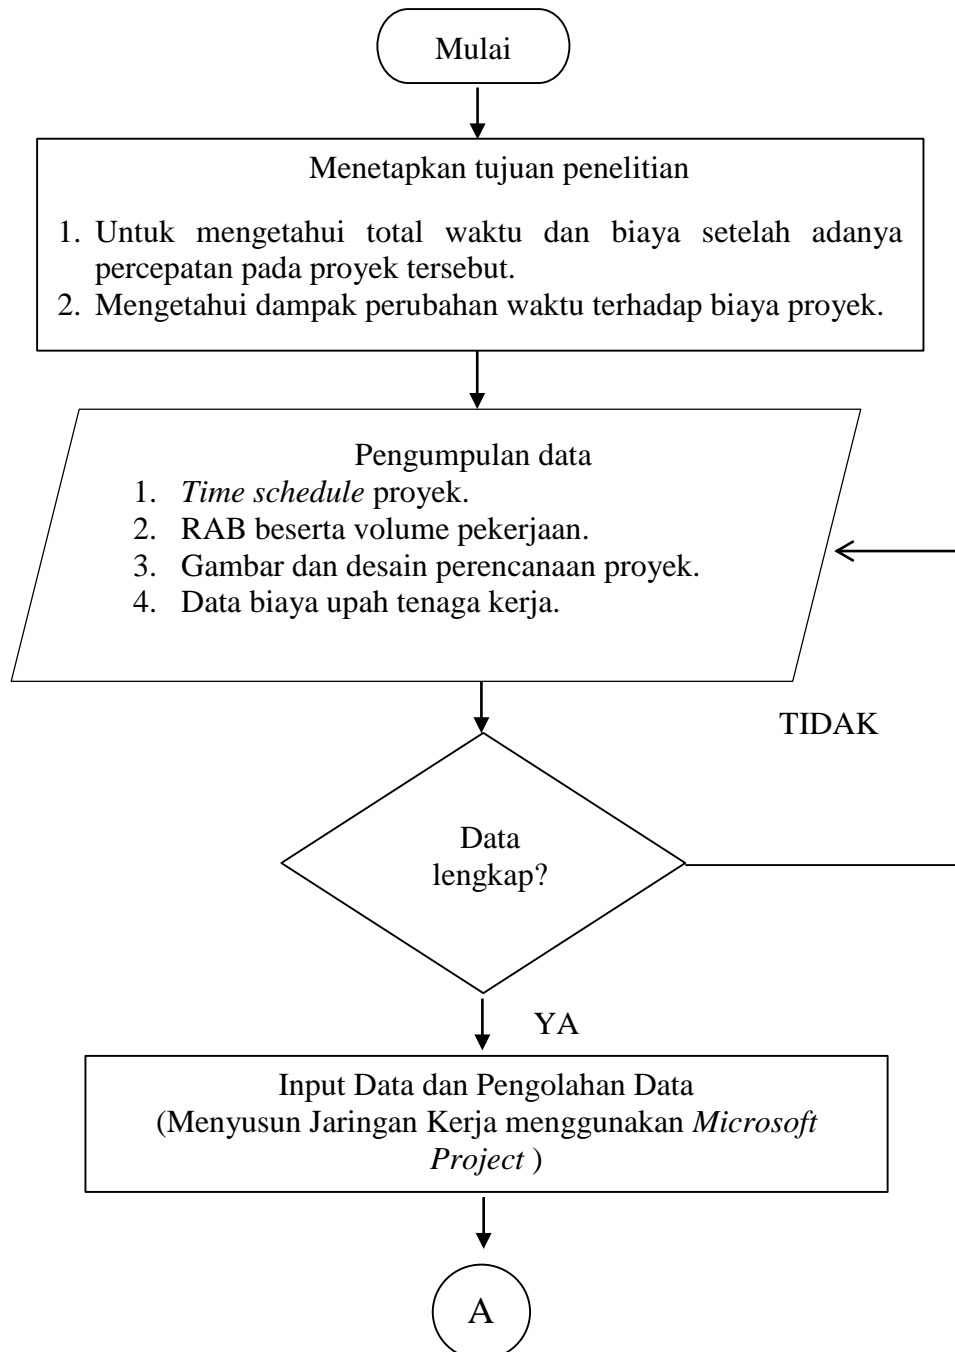 Mulai
Menetapkan tujuan penelitian
1. Untuk mengetahui total waktu dan biaya setelah adanya
percepatan pada proyek tersebut.
2. Mengetahui dampak perubahan waktu terhadap biaya proyek.
Pengumpulan data
1. Time schedule proyek.
2. RAB beserta volume pekerjaan.
3. Gambar dan desain perencanaan proyek.
4. Data biaya upah tenaga kerja.
TIDAK
Data
lengkap?
YA
Input Data dan Pengolahan Data
(Menyusun Jaringan Kerja menggunakan Microsoft
Project )
A